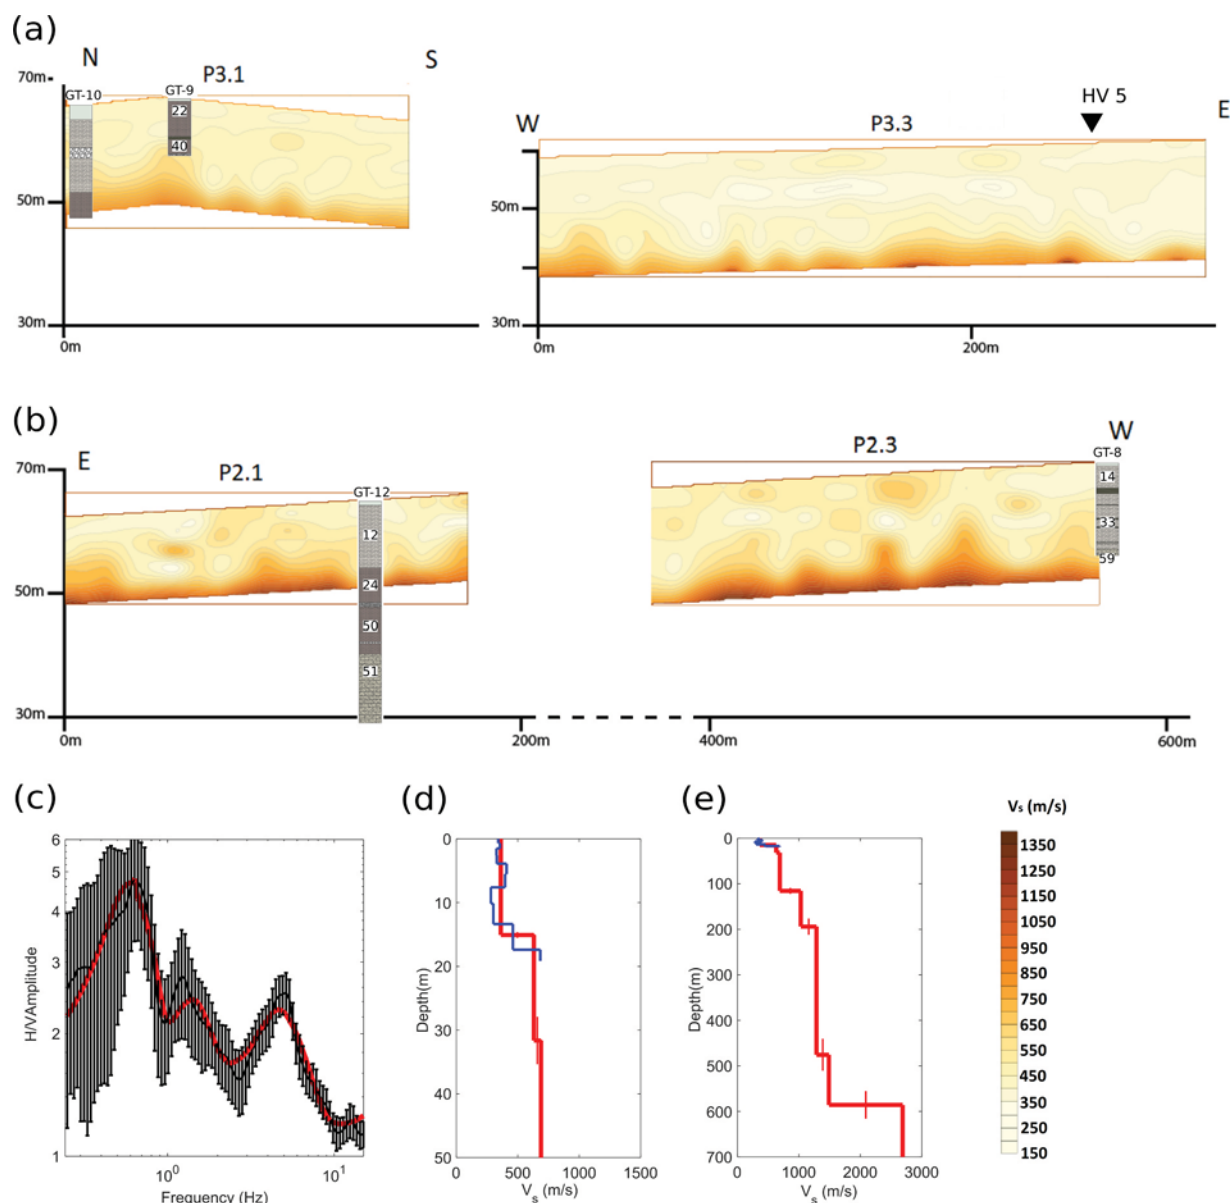 (a)
N
S
P3.1
70m-
GT-10
GT-9
22
40
50m
30m
0m
HV 5
W
P3.3
E
50m
30m
0m
200m
(b)
E
P2.1
70m
GT-12
12
24
50
51
50m
30m
0m
200m
W
P2.3
GT-8
14
33
59
400m
600m
(c)
6
5
4
3
2
1
H/VAmplitude
10⁰
10¹
Frequency (Hz)
(d)
0
10
20
30
40
50
Depth(m)
0
500
1000
1500
Vs (m/s)
(e)
0
100
200
300
400
500
600
700
Depth(m)
0
1000
2000
3000
Vs (m/s)
Vs (m/s)
1350
1250
1150
1050
950
850
750
650
550
450
350
250
150